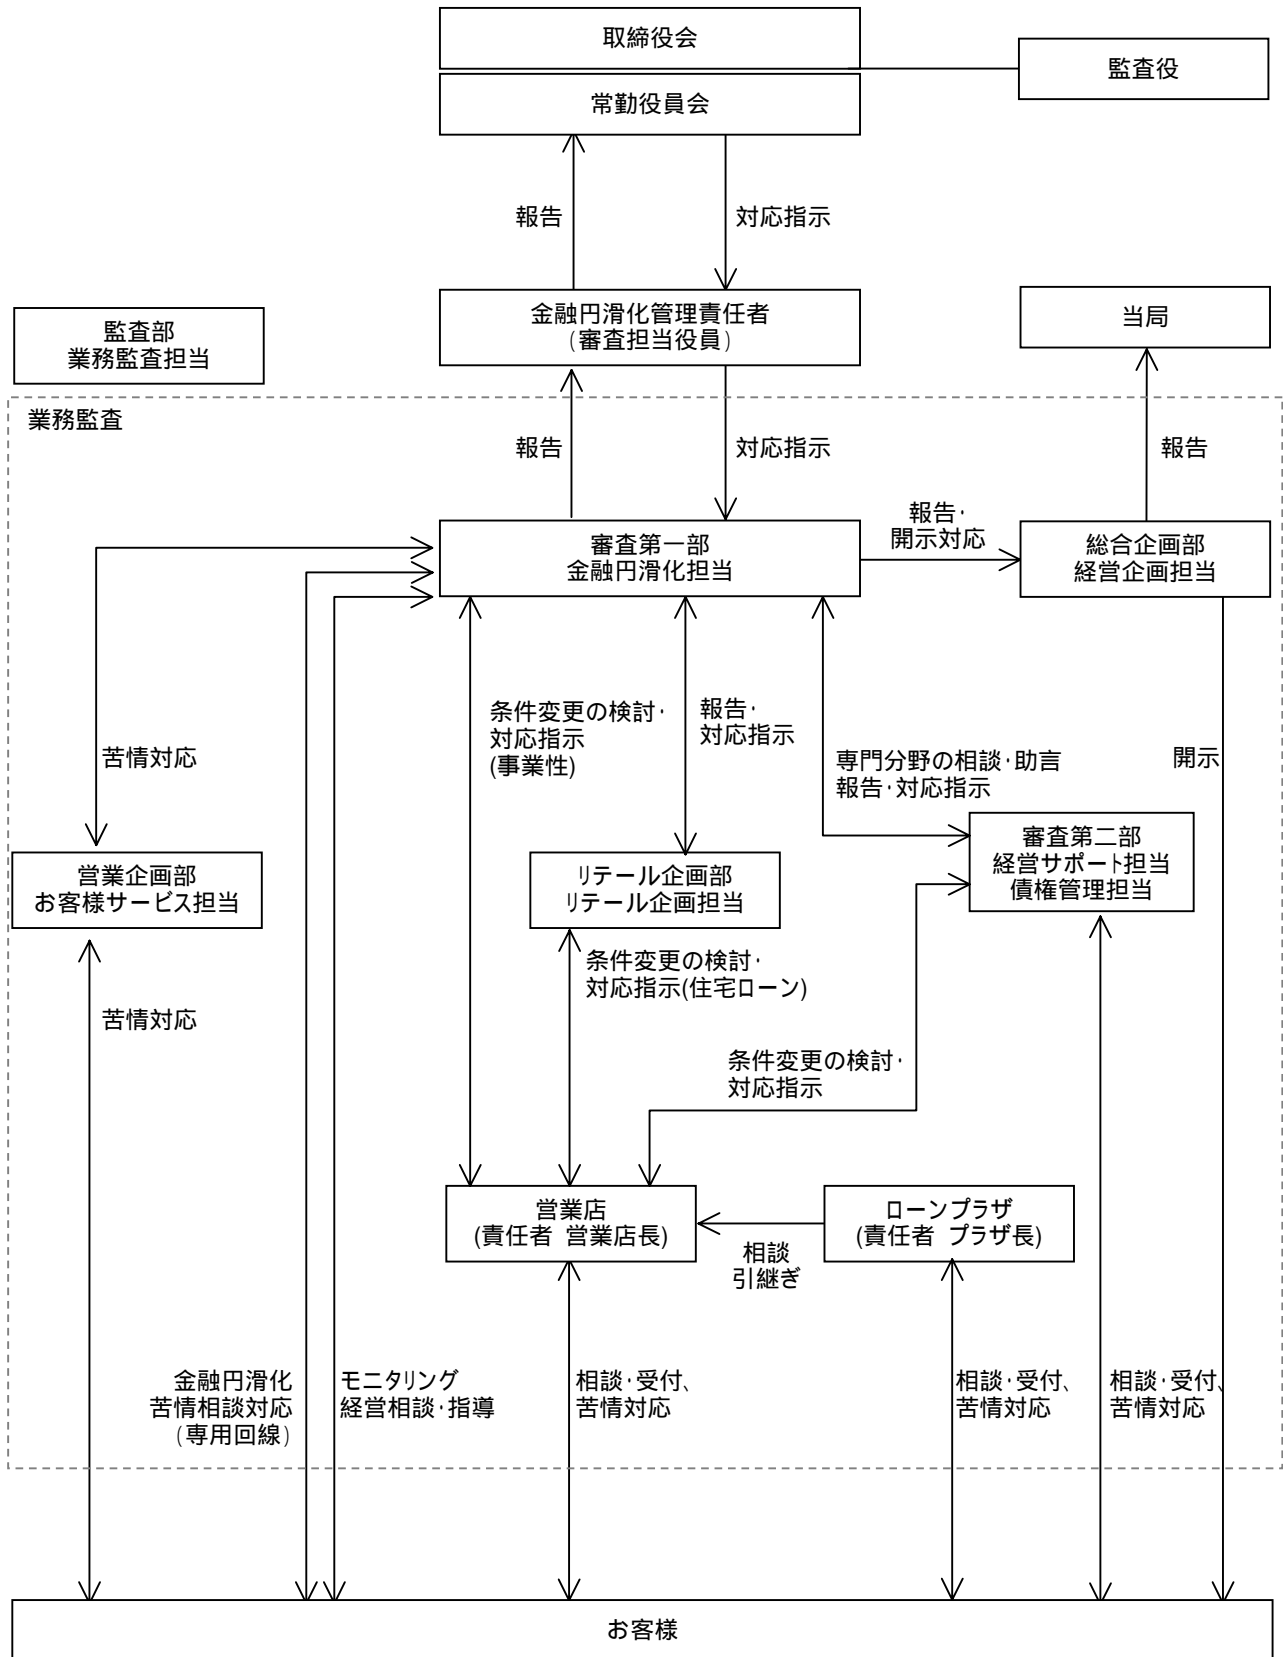 取締役会
監査役
常勤役員会
報告
対応指示
金融円滑化管理責任者
(審査担当役員)
当局
監査部
業務監査担当
業務監査
報告
対応指示
報告
報告・
開示対応
審査第一部
金融円滑化担当
総合企画部
経営企画担当
条件変更の検討・
対応指示
(事業性)
報告・
対応指示
苦情対応
専門分野の相談・助言
報告・対応指示
開示
審査第二部
経営サポート担当
債権管理担当
営業企画部
お客様サービス担当
リテール企画部
リテール企画担当
条件変更の検討・
対応指示(住宅ローン)
苦情対応
条件変更の検討・
対応指示
営業店
(責任者 営業店長)
ローンプラザ
(責任者 プラザ長)
相談
引継ぎ
金融円滑化
苦情相談対応
(専用回線)
モニタリング
経営相談・指導
相談・受付、
苦情対応
相談・受付、
苦情対応
相談・受付、
苦情対応
お客様